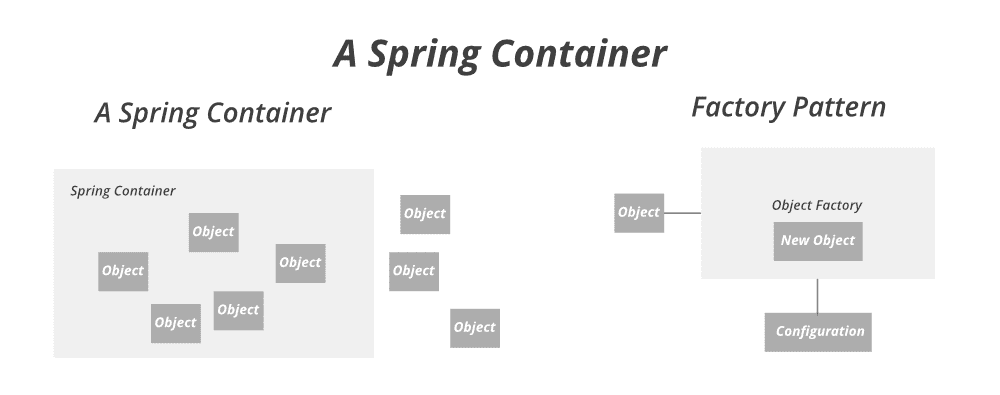 A Spring Container
A Spring Container
Spring Container
Object
Object
Object
Object
Object
Object
Object
Object
Factory Pattern
Object
Object Factory
New Object
Configuration